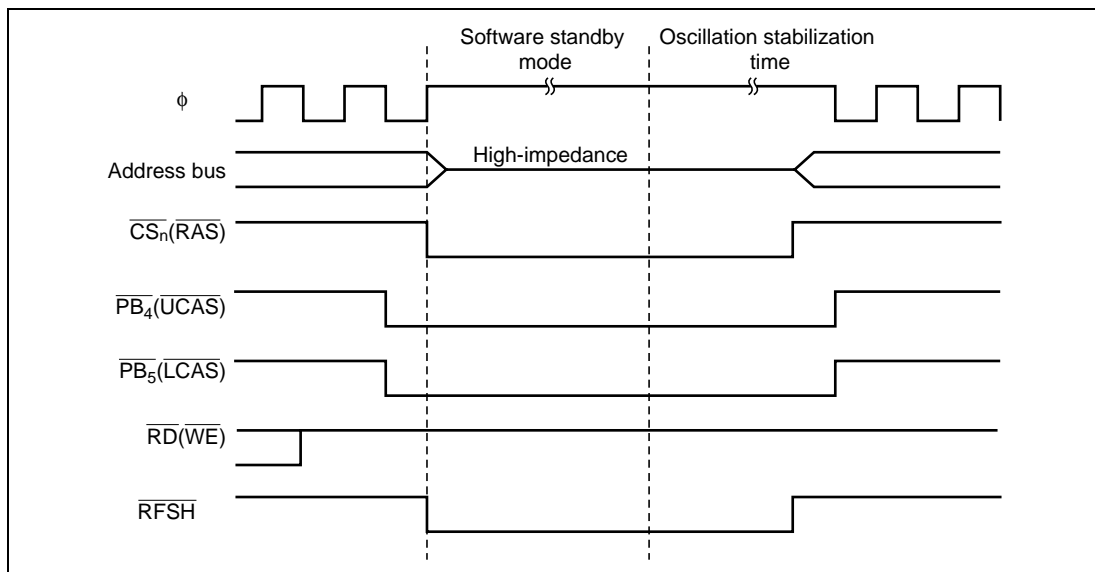 Software standby
mode
Oscillation stabilization
time
φ
Address bus
High-impedance
CSn(RAS)
PB4(UCAS)
PB5(LCAS)
RD(WE)
RFSH